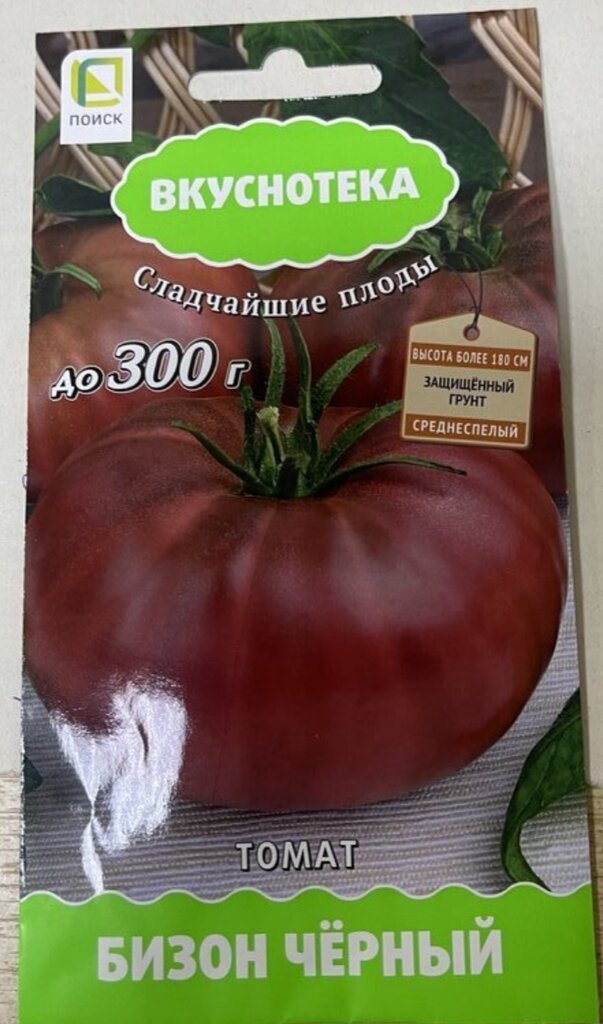 ПОИСК
ВКУСНОТЕКА
Сладчайшие плоды
до 300 г
ВЫСОТА БОЛЕЕ 180 СМ
ЗАЩИЩЁННЫЙ
ГРУНТ
СРЕДНЕСПЕЛЫЙ
ТОМАТ
БИЗОН ЧЁРНЫЙ